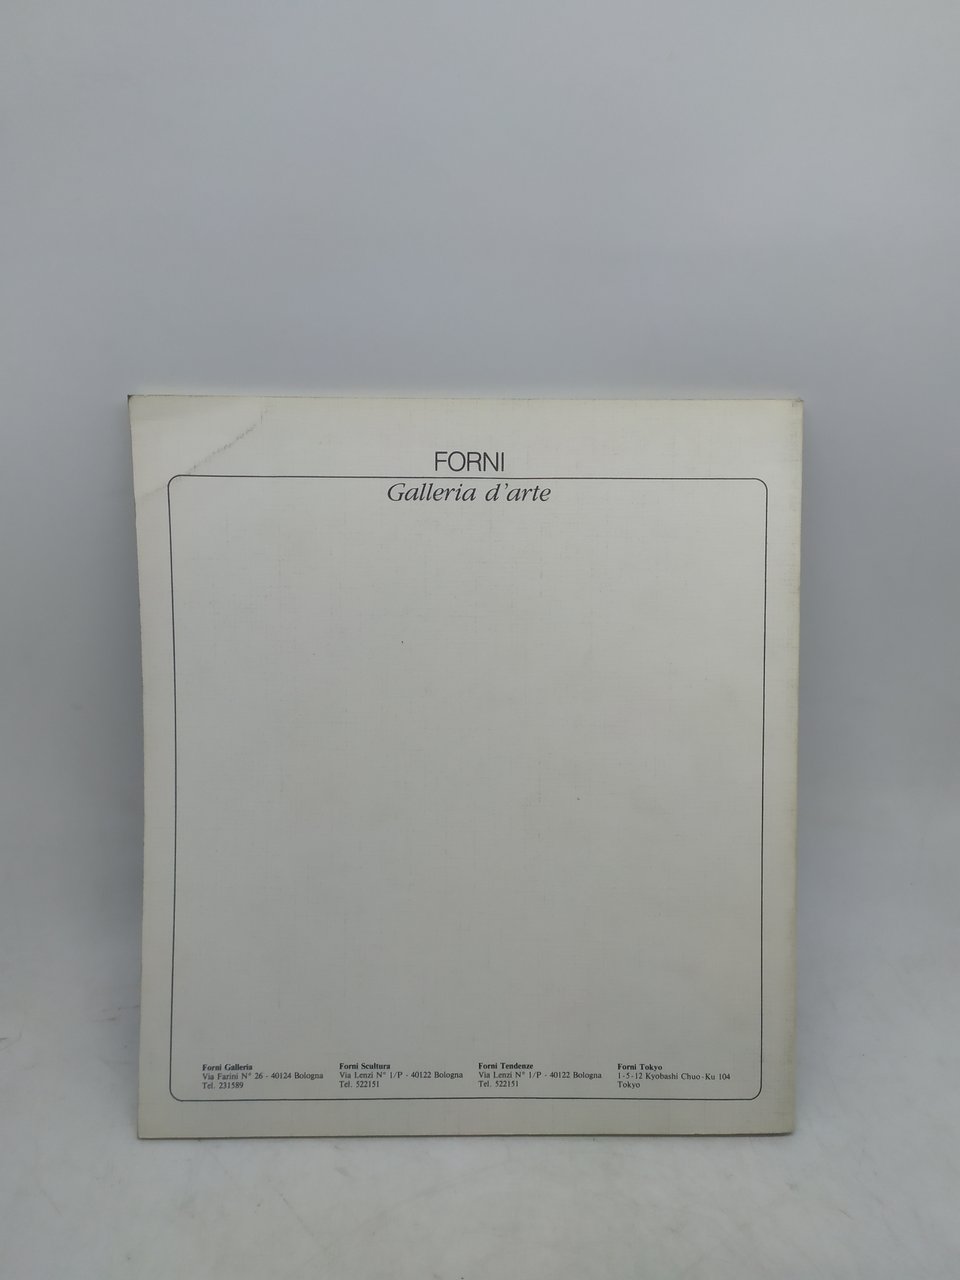 FORNI
Galleria d'arte
Forni Galleria
Via Farini N° 26 - 40124 Bologna
Tel. 231589
Forni Scultura
Via Lenzi N° 1/P - 40122 Bologna
Tel. 522151
Forni Tendenze
Via Lenzi N° 1/P - 40122 Bologna
Tel. 522151
Forni Tokyo
1-5-12 Kyobashi Chuo-Ku 104
Tokyo